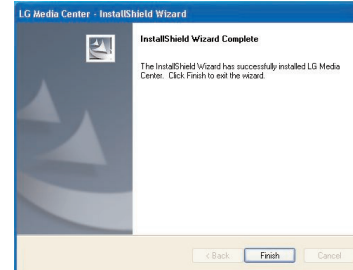 LG Media Center - InstallShield Wizard
InstallShield Wizard Complete
The InstallShield Wizard has successfully installed LG Media
Center. Click Finish to exit the wizard.
< Back Finish Cancel